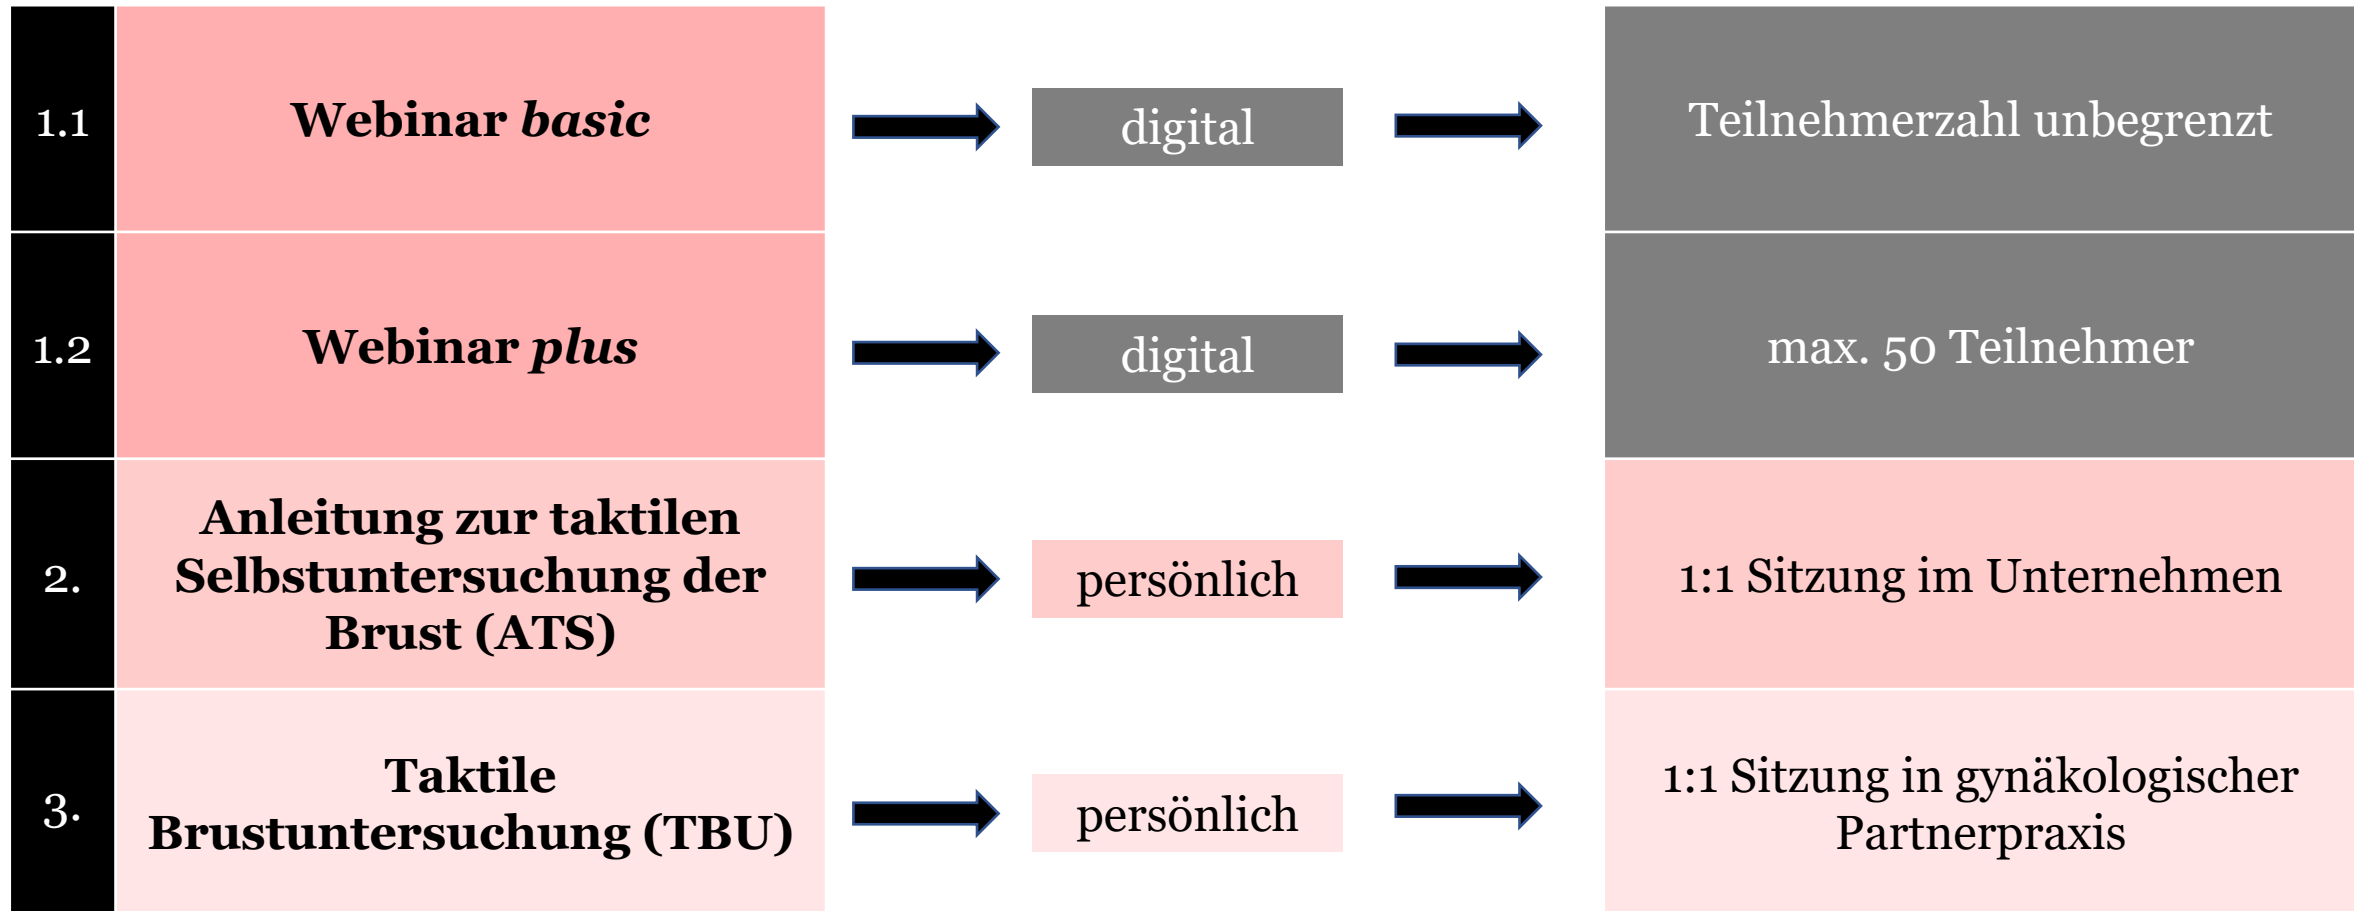 1.1
Webinar basic
digital
Teilnehmerzahl unbegrenzt
1.2
Webinar plus
digital
max. 50 Teilnehmer
2.
Anleitung zur taktilen
Selbstuntersuchung der
Brust (ATS)
persönlich
1:1 Sitzung im Unternehmen
3.
Taktile
Brustuntersuchung (TBU)
persönlich
1:1 Sitzung in gynäkologischer
Partnerpraxis